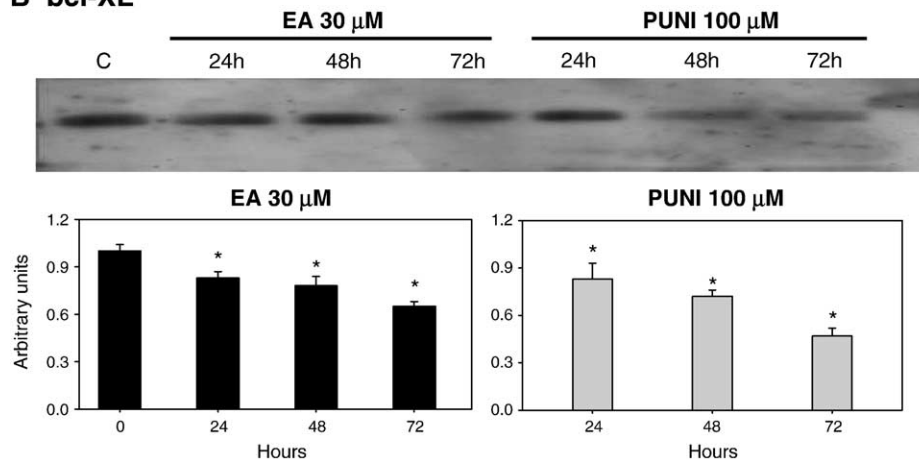 B bcl-XL
EA 30 μM PUNI 100 μM
C 24h 48h 72h 24h 48h 72h
EA 30 μM
1.2
0.9
0.6
0.3
0.0
Arbitrary units
* * *
0 24 48 72
Hours
PUNI 100 μM
1.2
0.9
0.6
0.3
0.0
* * *
24 48 72
Hours